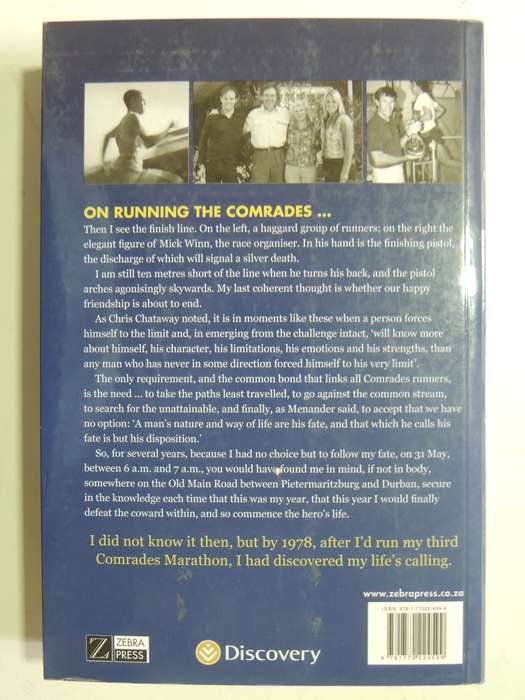 ON RUNNING THE COMRADES ...
Then I see the finish line. On the left, a haggard group of runners; on the right the
elegant figure of Mick Winn, the race organiser. In his hand is the finishing pistol,
the discharge of which will signal a silver death.
I am still ten metres short of the line when he turns his back, and the pistol
arches agonisingly skywards. My last coherent thought is whether our happy
friendship is about to end.
As Chris Chataway noted, it is in moments like these when a person forces
himself to the limit and, in emerging from the challenge intact, ‘will know more
about himself, his character, his limitations, his emotions and his strengths, than
any man who has never in some direction forced himself to his very limit’.
The only requirement, and the common bond that links all Comrades runners,
is the need ... to take the paths least travelled, to go against the common stream,
to search for the unattainable, and finally, as Menander said, to accept that we have
no option: ‘A man’s nature and way of life are his fate, and that which he calls his
fate is but his disposition.’
So, for several years, because I had no choice but to follow my fate, on 31 May,
between 6 a.m. and 7 a.m., you would have found me in mind, if not in body,
somewhere on the Old Main Road between Pietermaritzburg and Durban, secure
in the knowledge each time that this was my year, that this year I would finally
defeat the coward within, and so commence the hero’s life.
I did not know it then, but by 1978, after I’d run my third
Comrades Marathon, I had discovered my life’s calling.
www.zebrapress.co.za
Z ZEBRA
PRESS
Discovery